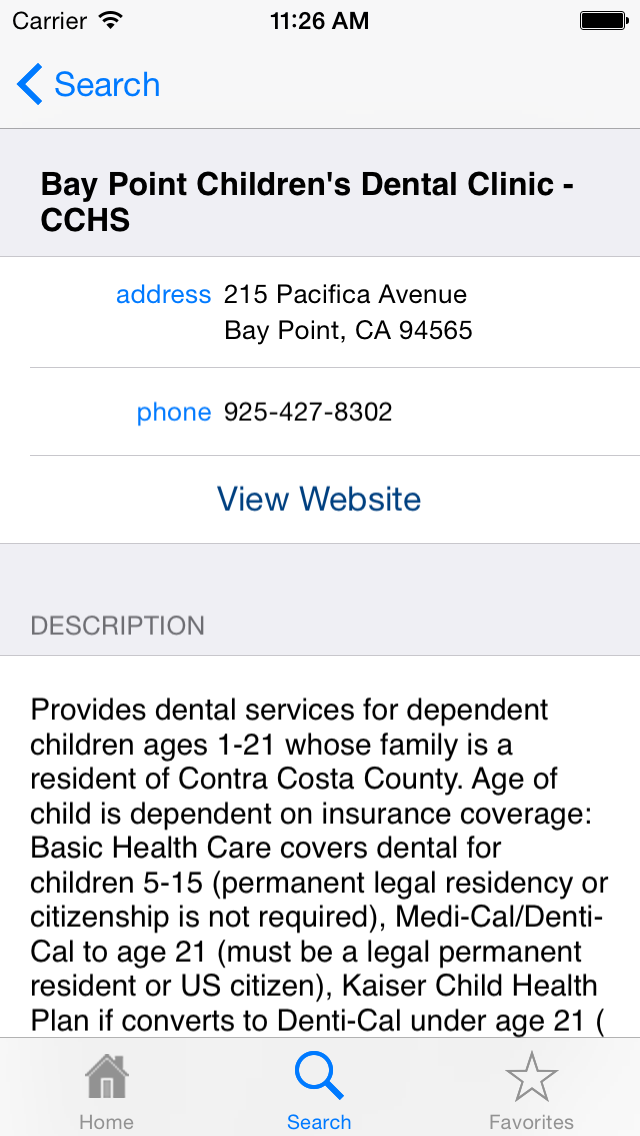 Carrier 11:26 AM
Search
Bay Point Children's Dental Clinic -
CCHS
address 215 Pacifica Avenue
Bay Point, CA 94565
phone 925-427-8302
View Website
DESCRIPTION
Provides dental services for dependent
children ages 1-21 whose family is a
resident of Contra Costa County. Age of
child is dependent on insurance coverage:
Basic Health Care covers dental for
children 5-15 (permanent legal residency or
citizenship is not required), Medi-Cal/Denti-
Cal to age 21 (must be a legal permanent
resident or US citizen), Kaiser Child Health
Plan if converts to Denti-Cal under age 21 (
Home Search Favorites